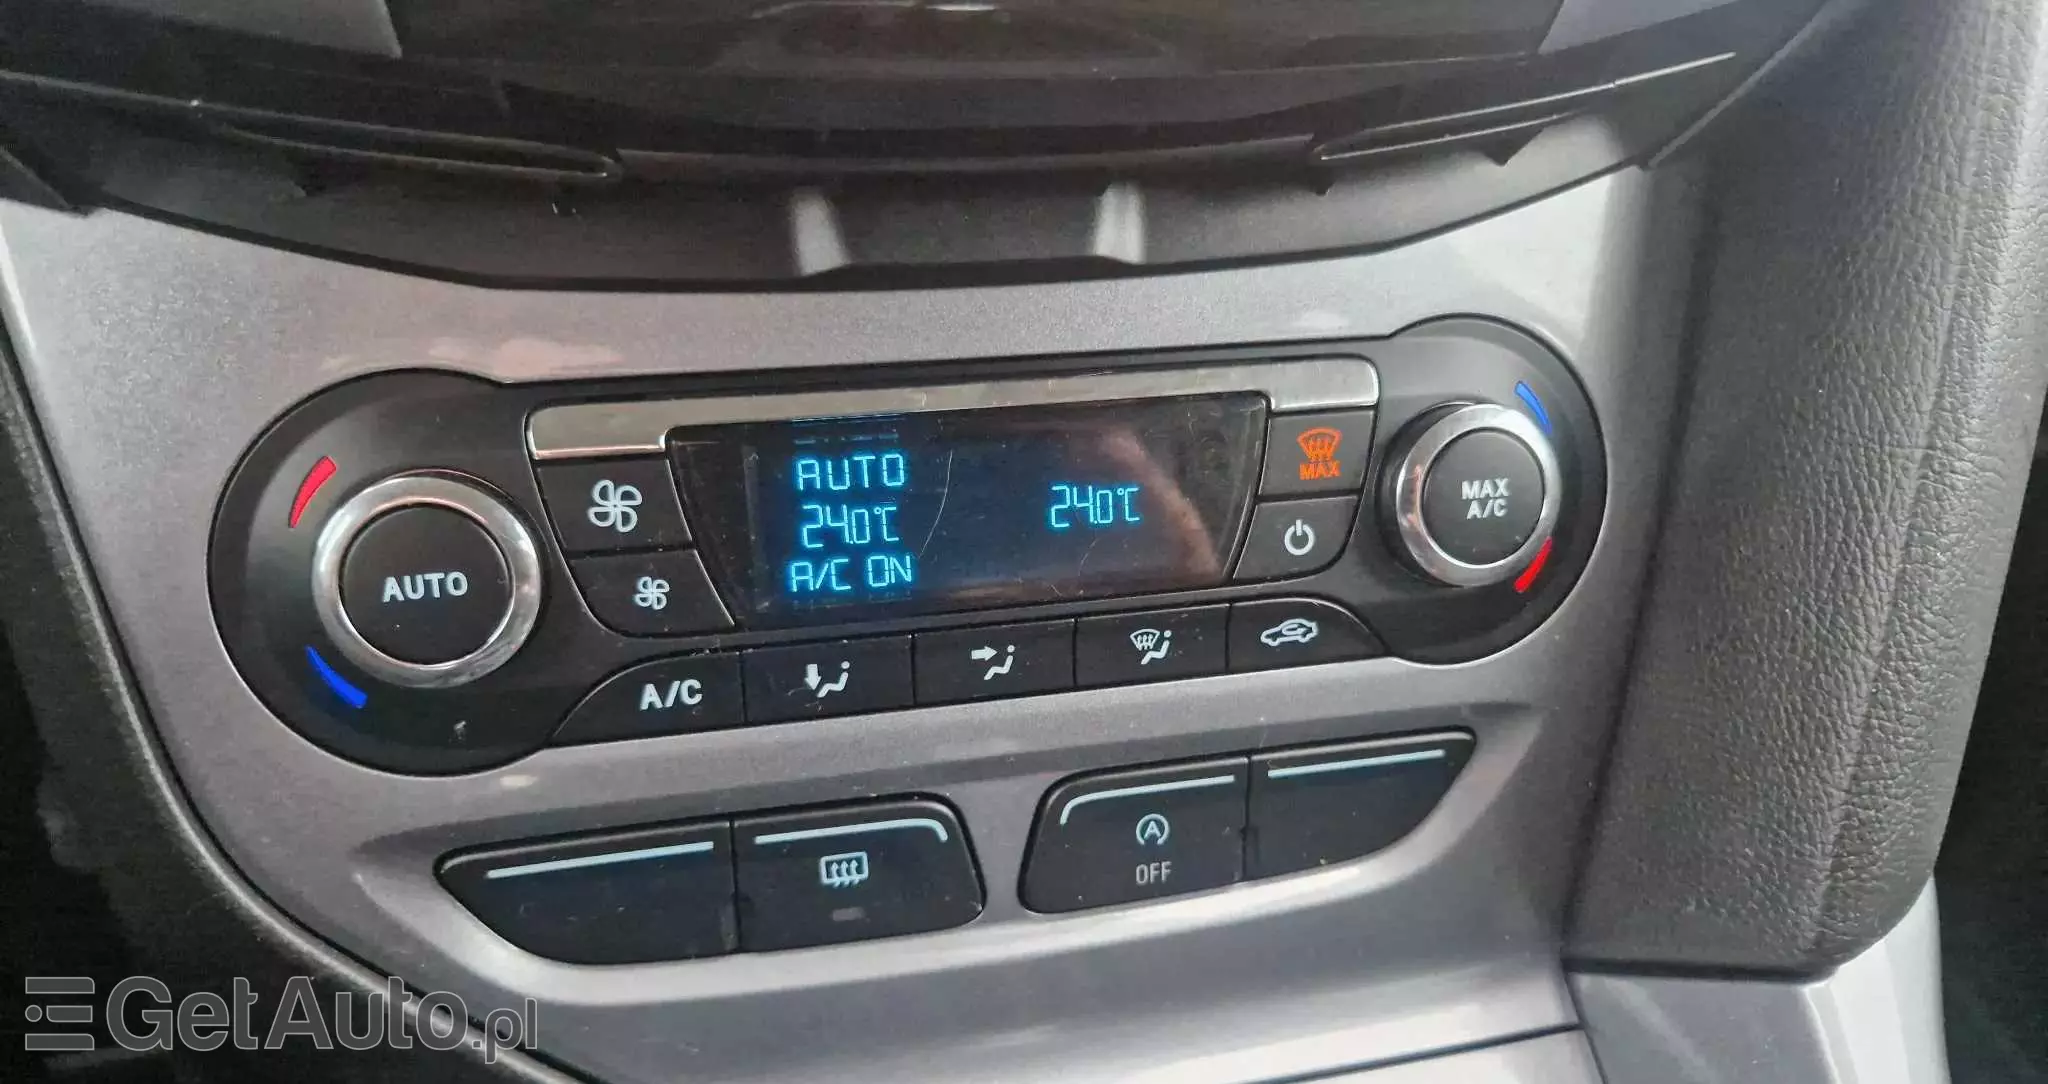 AUTO
24.0°C
A/C ON
24.0°C
MAX
MAX
A/C
AUTO
A/C
A
OFF
GetAuto.pl